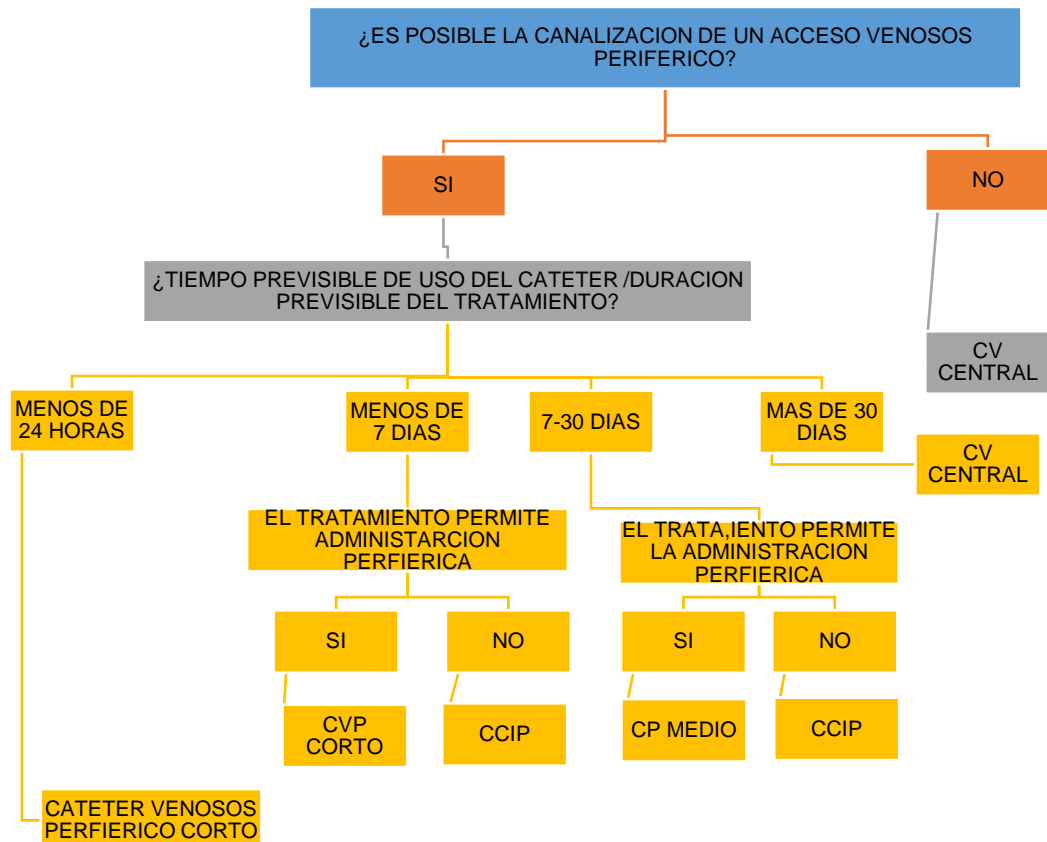 ¿ES POSIBLE LA CANALIZACION DE UN ACCESO VENOSOS
PERIFERICO?
SI
NO
¿TIEMPO PREVISIBLE DE USO DEL CATETER /DURACION
PREVISIBLE DEL TRATAMIENTO?
CV
CENTRAL
MENOS DE
24 HORAS
MENOS DE
7 DIAS
7-30 DIAS
MAS DE 30
DIAS
CV
CENTRAL
EL TRATAMIENTO PERMITE
ADMINISTARCION
PERFIERICA
EL TRATA,IENTO PERMITE
LA ADMINISTRACION
PERFIERICA
SI
NO
SI
NO
CVP
CORTO
CCIP
CP MEDIO
CCIP
CATETER VENOSOS
PERFIERICO CORTO